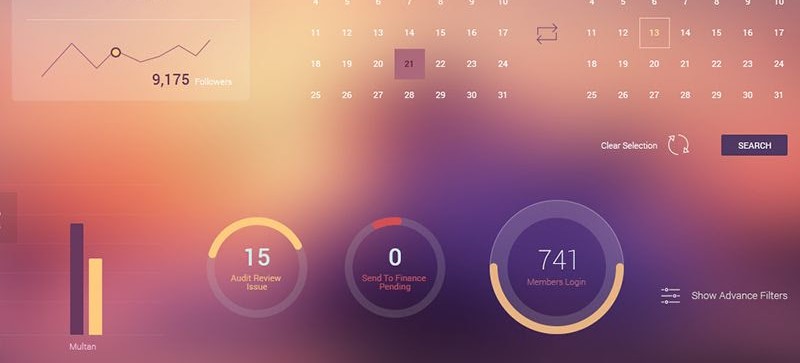 4 5 6 7 8 9 10
4 5 6 7 8 9 10
11 12 13 14 15 16 17
11 12 13 14 15 16 17
18 19 20 21 22 23 24
18 19 20 21 22 23 24
25 26 27 28 29 30 31
25 26 27 28 29 30 31
9,175 Followers
Clear Selection
SEARCH
15
Audit Review
Issue
0
Send To Finance
Pending
741
Members Login
Show Advance Filters
Multan